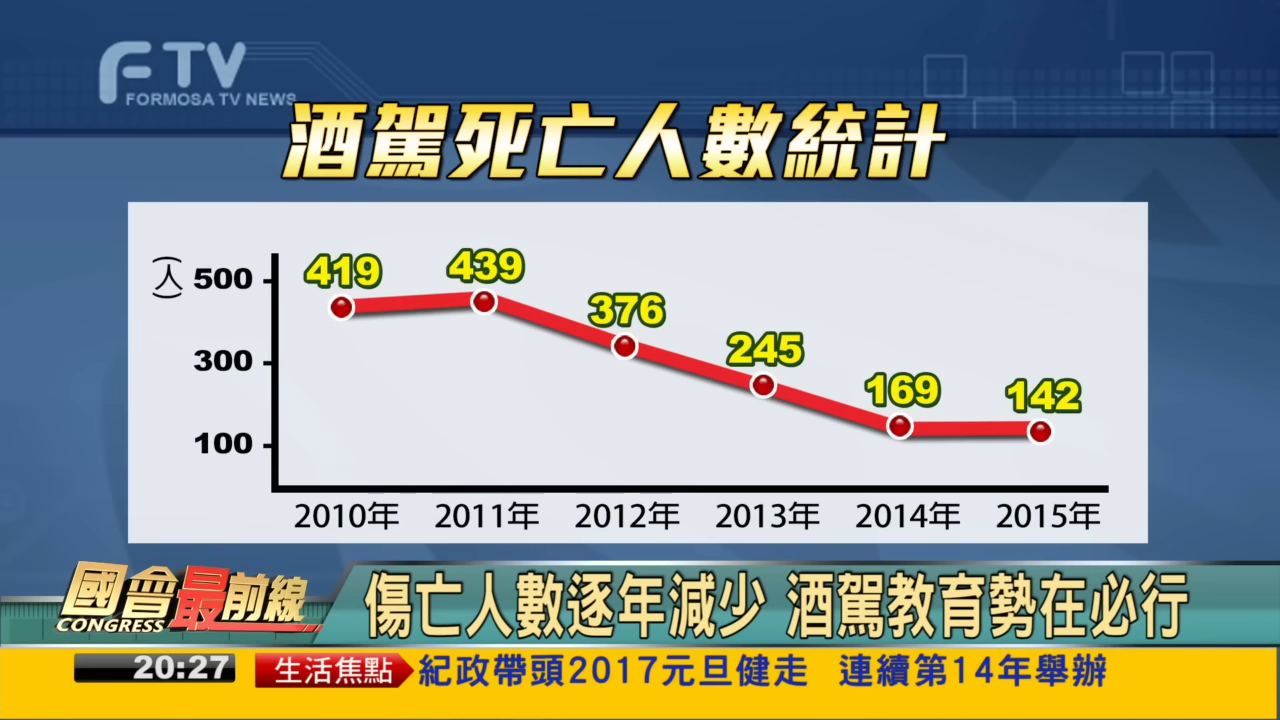 FTV
FORMOSA TV NEWS
酒駕死亡人數統計
(人)
500
300
100
419
439
376
245
169
142
2010年
2011年
2012年
2013年
2014年
2015年
國會最前線
CONGRESS
傷亡人數逐年減少 酒駕教育勢在必行
20:27
生活焦點
紀政帶頭2017元旦健走 連續第14年舉辦